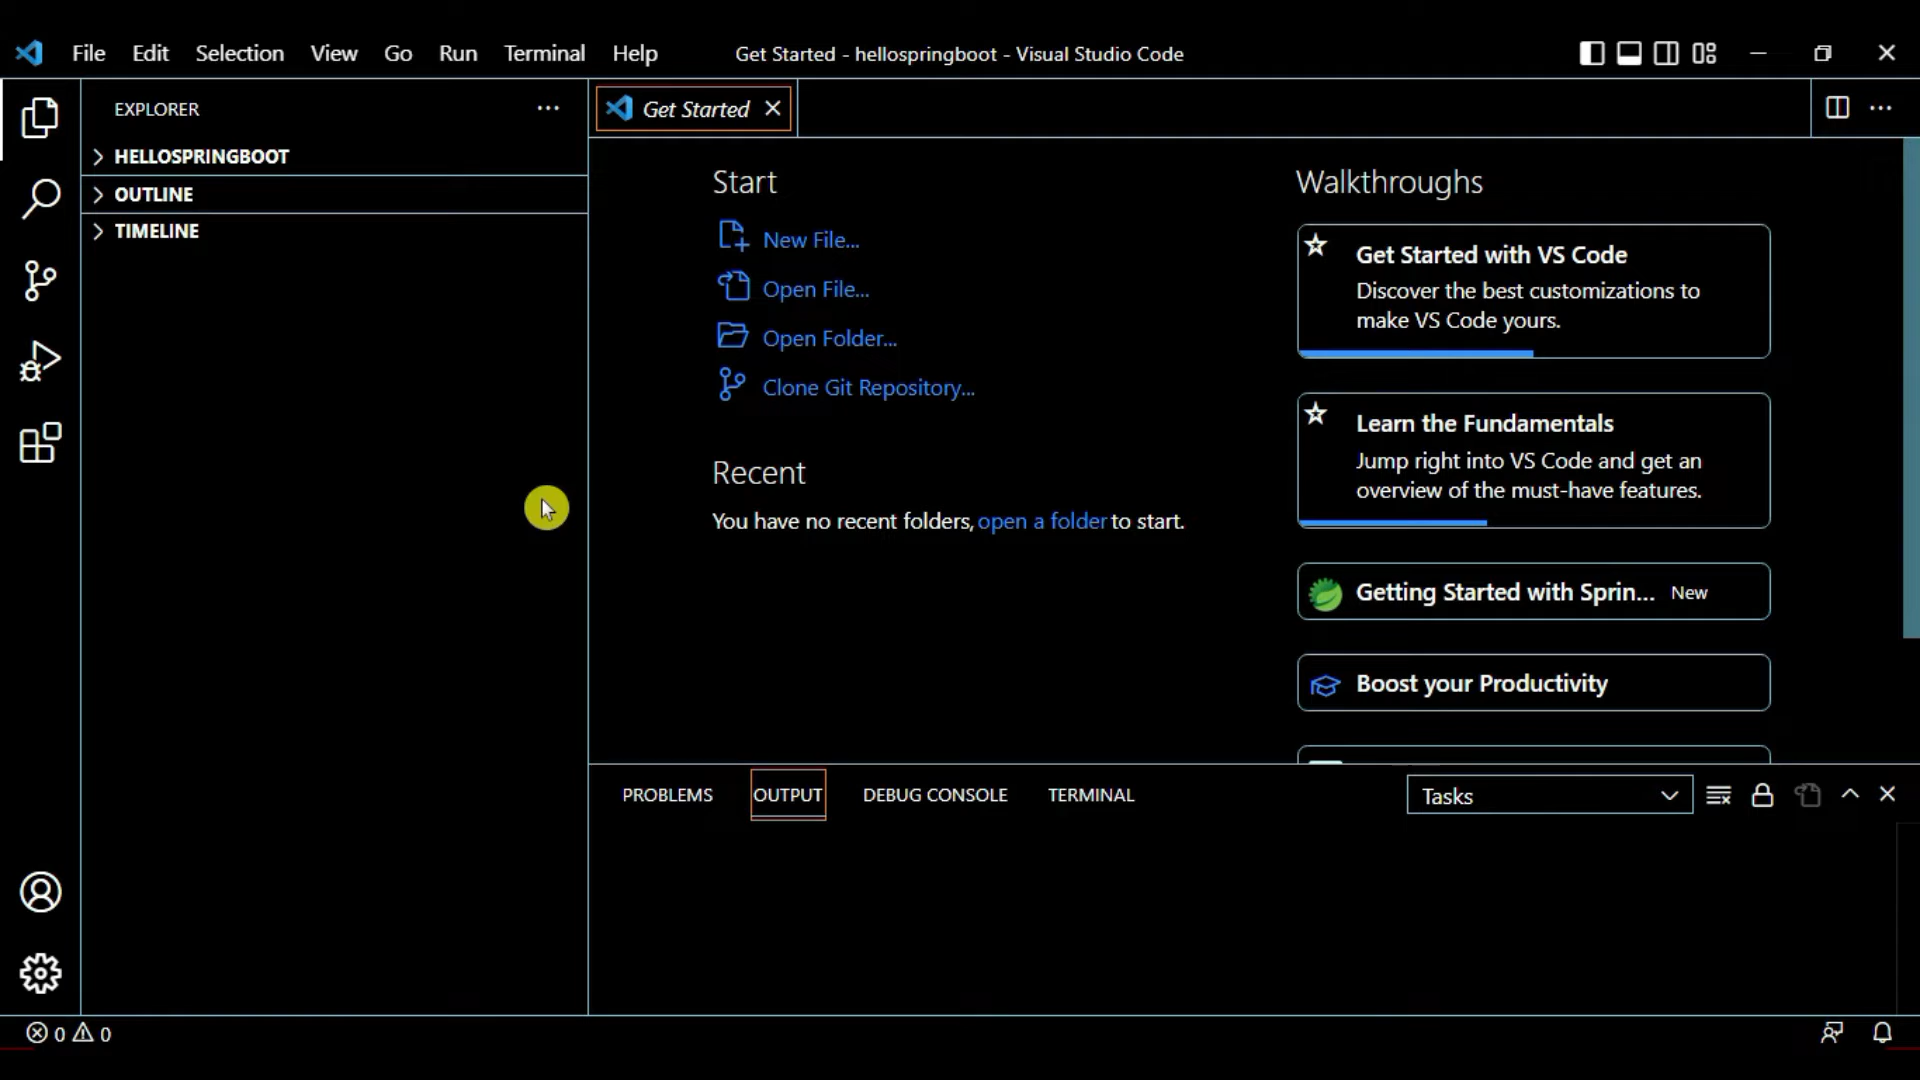 File Edit Selection View Go Run Terminal Help Get Started - hellospringboot - Visual Studio Code
EXPLORER
HELLOSPRINGBOOT
OUTLINE
TIMELINE
Get Started
Start
New File...
Open File...
Open Folder...
Clone Git Repository...
Recent
You have no recent folders, open a folder to start.
Walkthroughs
Get Started with VS Code
Discover the best customizations to
make VS Code yours.
Learn the Fundamentals
Jump right into VS Code and get an
overview of the must-have features.
Getting Started with Sprin... New
Boost your Productivity
PROBLEMS OUTPUT DEBUG CONSOLE TERMINAL Tasks
0 0